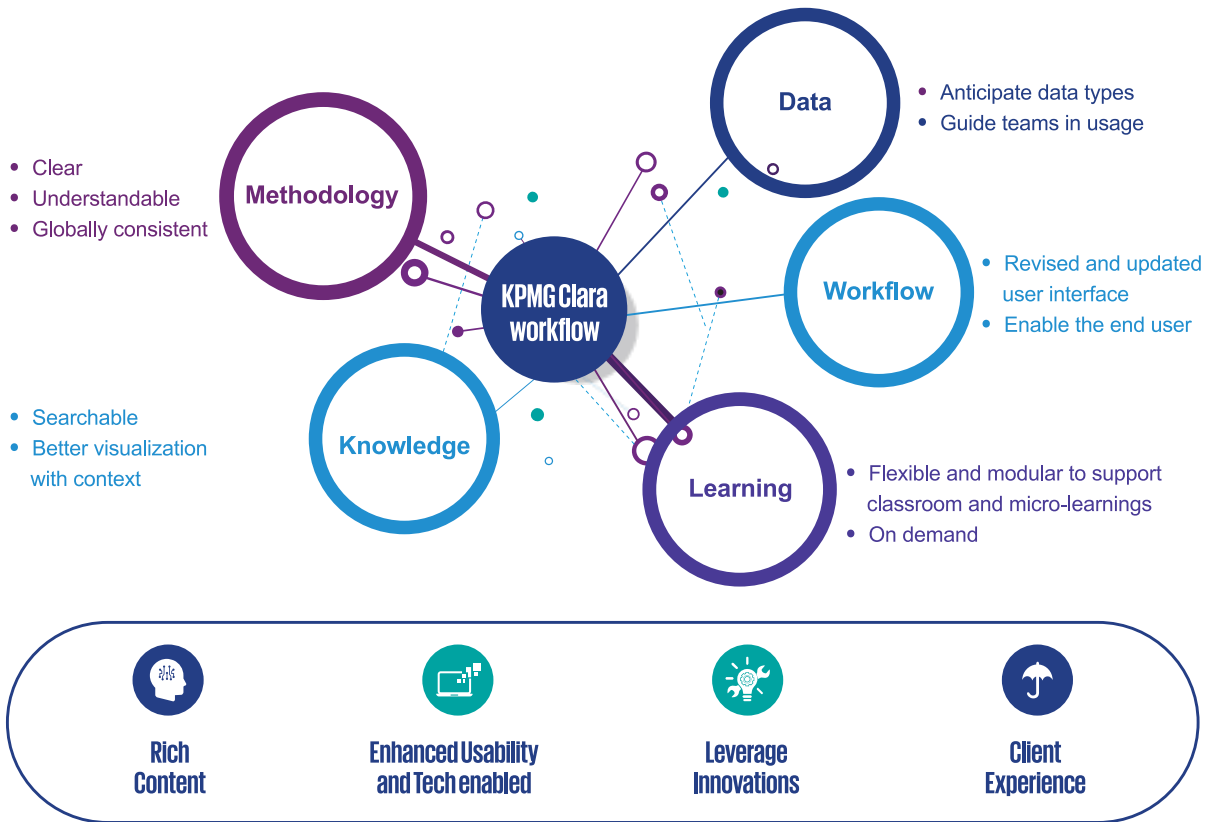 Data
• Anticipate data types
• Guide teams in usage
Methodology
• Clear
• Understandable
• Globally consistent
KPMG Clara
workflow
Workflow
• Revised and updated
user interface
• Enable the end user
Knowledge
• Searchable
• Better visualization
with context
Learning
• Flexible and modular to support
classroom and micro-learnings
• On demand
Rich
Content
Enhanced Usability
and Tech enabled
Leverage
Innovations
Client
Experience